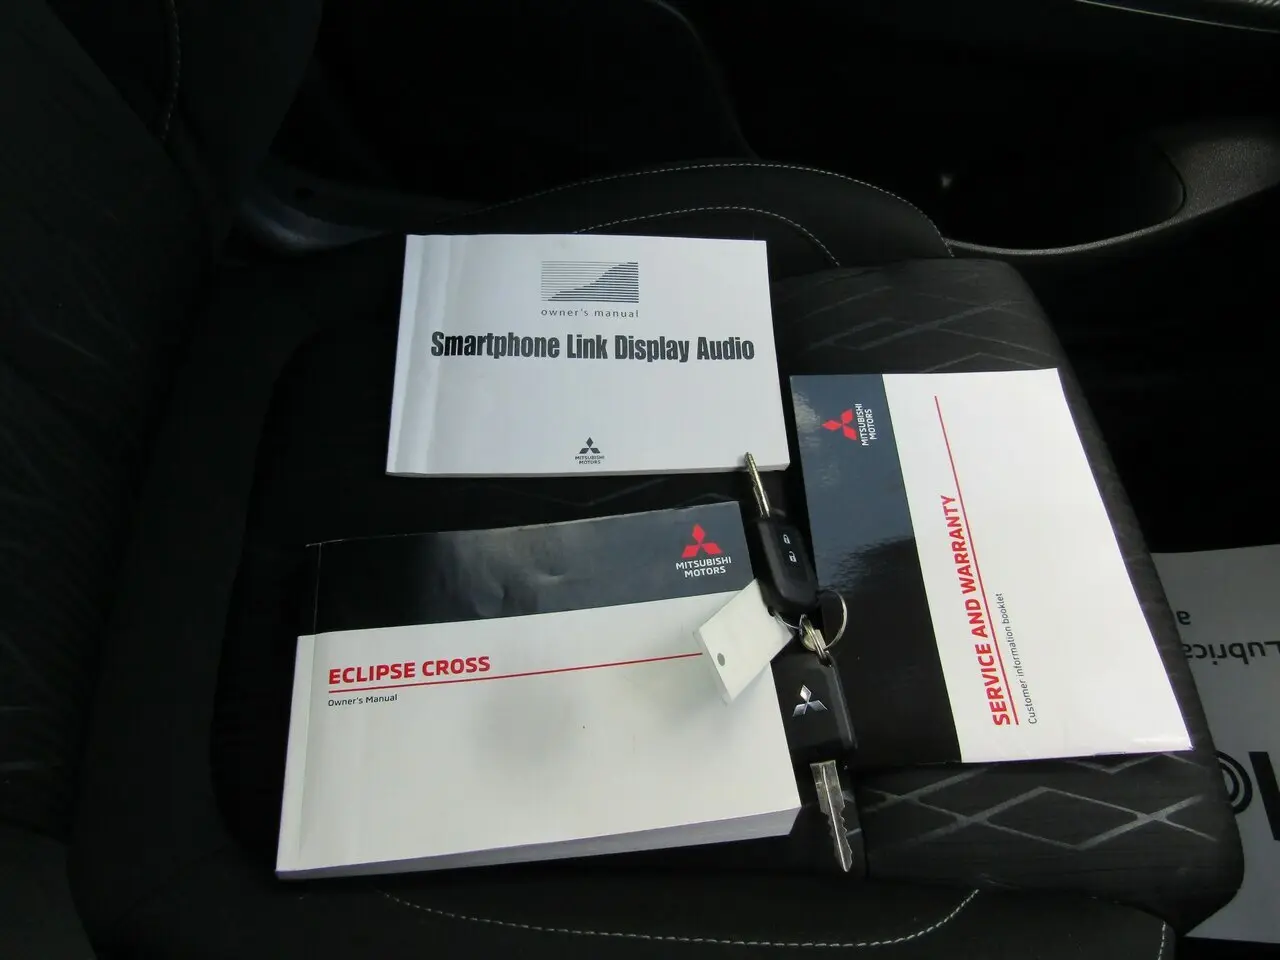 owner's manual
Smartphone Link Display Audio
MITSUBISHI
MOTORS
MITSUBISHI
MOTORS
SERVICE AND WARRANTY
Customer information booklet
MITSUBISHI
MOTORS
ECLIPSE CROSS
Owner's Manual